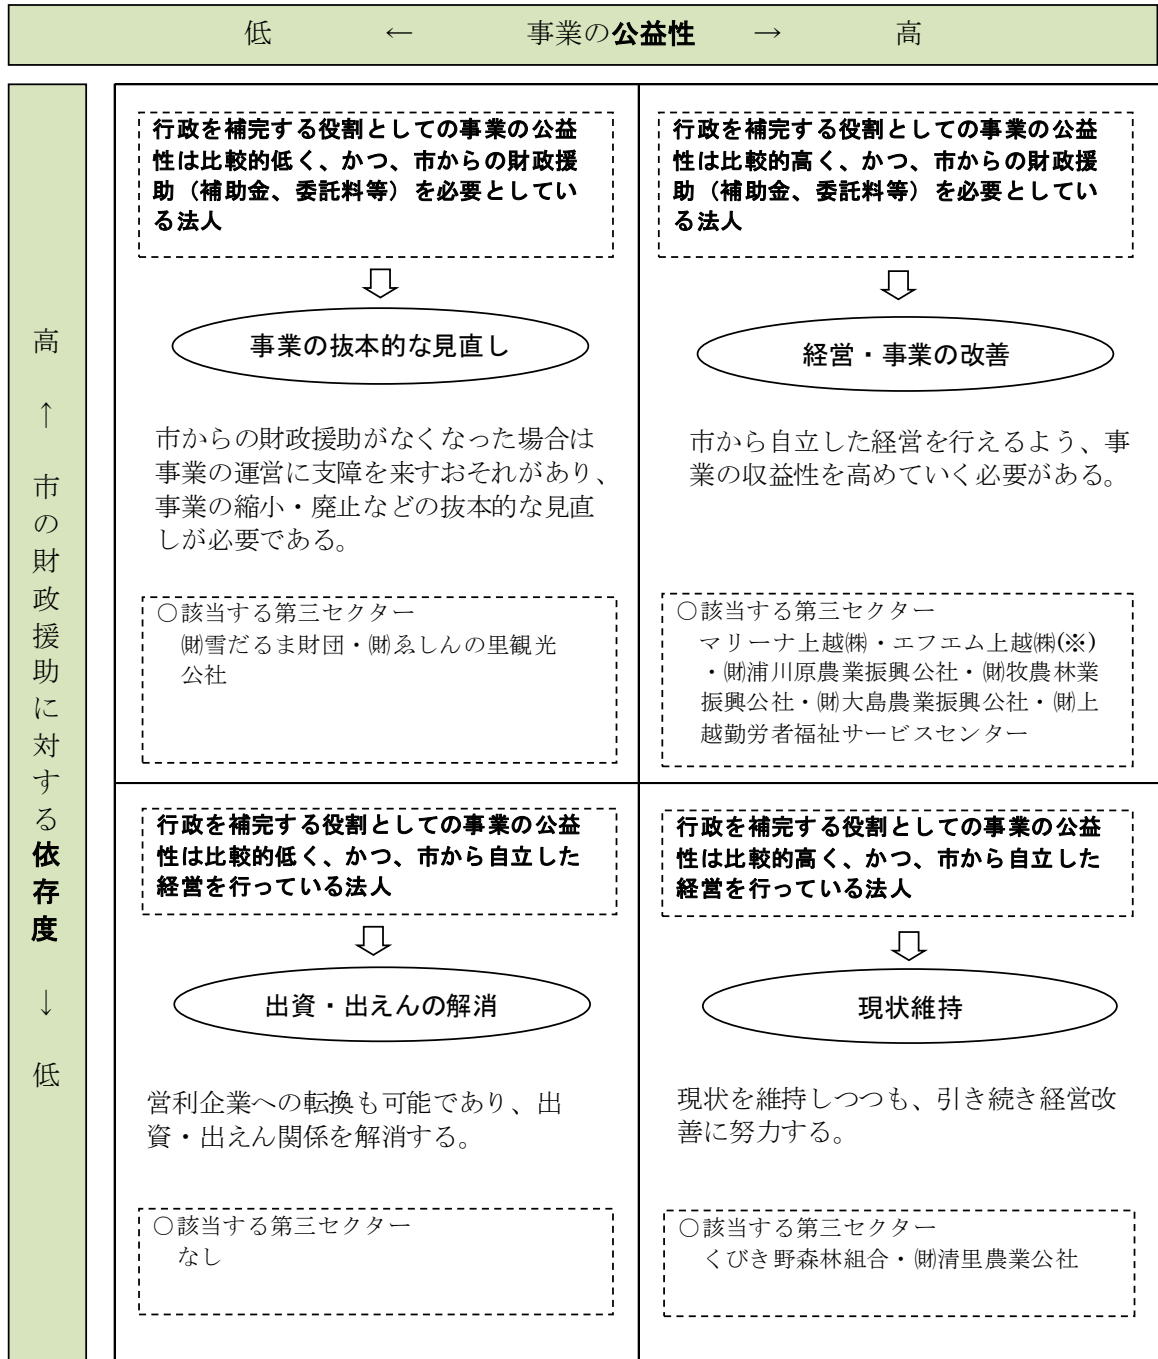 低 ← 事業の公益性 → 高
高 ↑ 市の財政援助に対する依存度 ↓ 低
行政を補完する役割としての事業の公益
性は比較的低く、かつ、市からの財政援
助（補助金、委託料等）を必要としてい
る法人
事業の抜本的な見直し
市からの財政援助がなくなった場合は
事業の運営に支障を来すおそれがあり、
事業の縮小・廃止などの抜本的な見直
しが必要である。
○該当する第三セクター
㈶雪だるま財団・㈶ゑしんの里観光
公社
行政を補完する役割としての事業の公益
性は比較的高く、かつ、市からの財政援
助（補助金、委託料等）を必要としてい
る法人
経営・事業の改善
市から自立した経営を行えるよう、事
業の収益性を高めていく必要がある。
○該当する第三セクター
マリーナ上越㈱・エフエム上越㈱(※)
・㈶浦川原農業振興公社・㈶牧農林業
振興公社・㈶大島農業振興公社・㈶上
越勤労者福祉サービスセンター
行政を補完する役割としての事業の公益
性は比較的低く、かつ、市から自立した
経営を行っている法人
出資・出えんの解消
営利企業への転換も可能であり、出
資・出えん関係を解消する。
○該当する第三セクター
なし
行政を補完する役割としての事業の公益
性は比較的高く、かつ、市から自立した
経営を行っている法人
現状維持
現状を維持しつつも、引き続き経営改
善に努力する。
○該当する第三セクター
くびき野森林組合・㈶清里農業公社